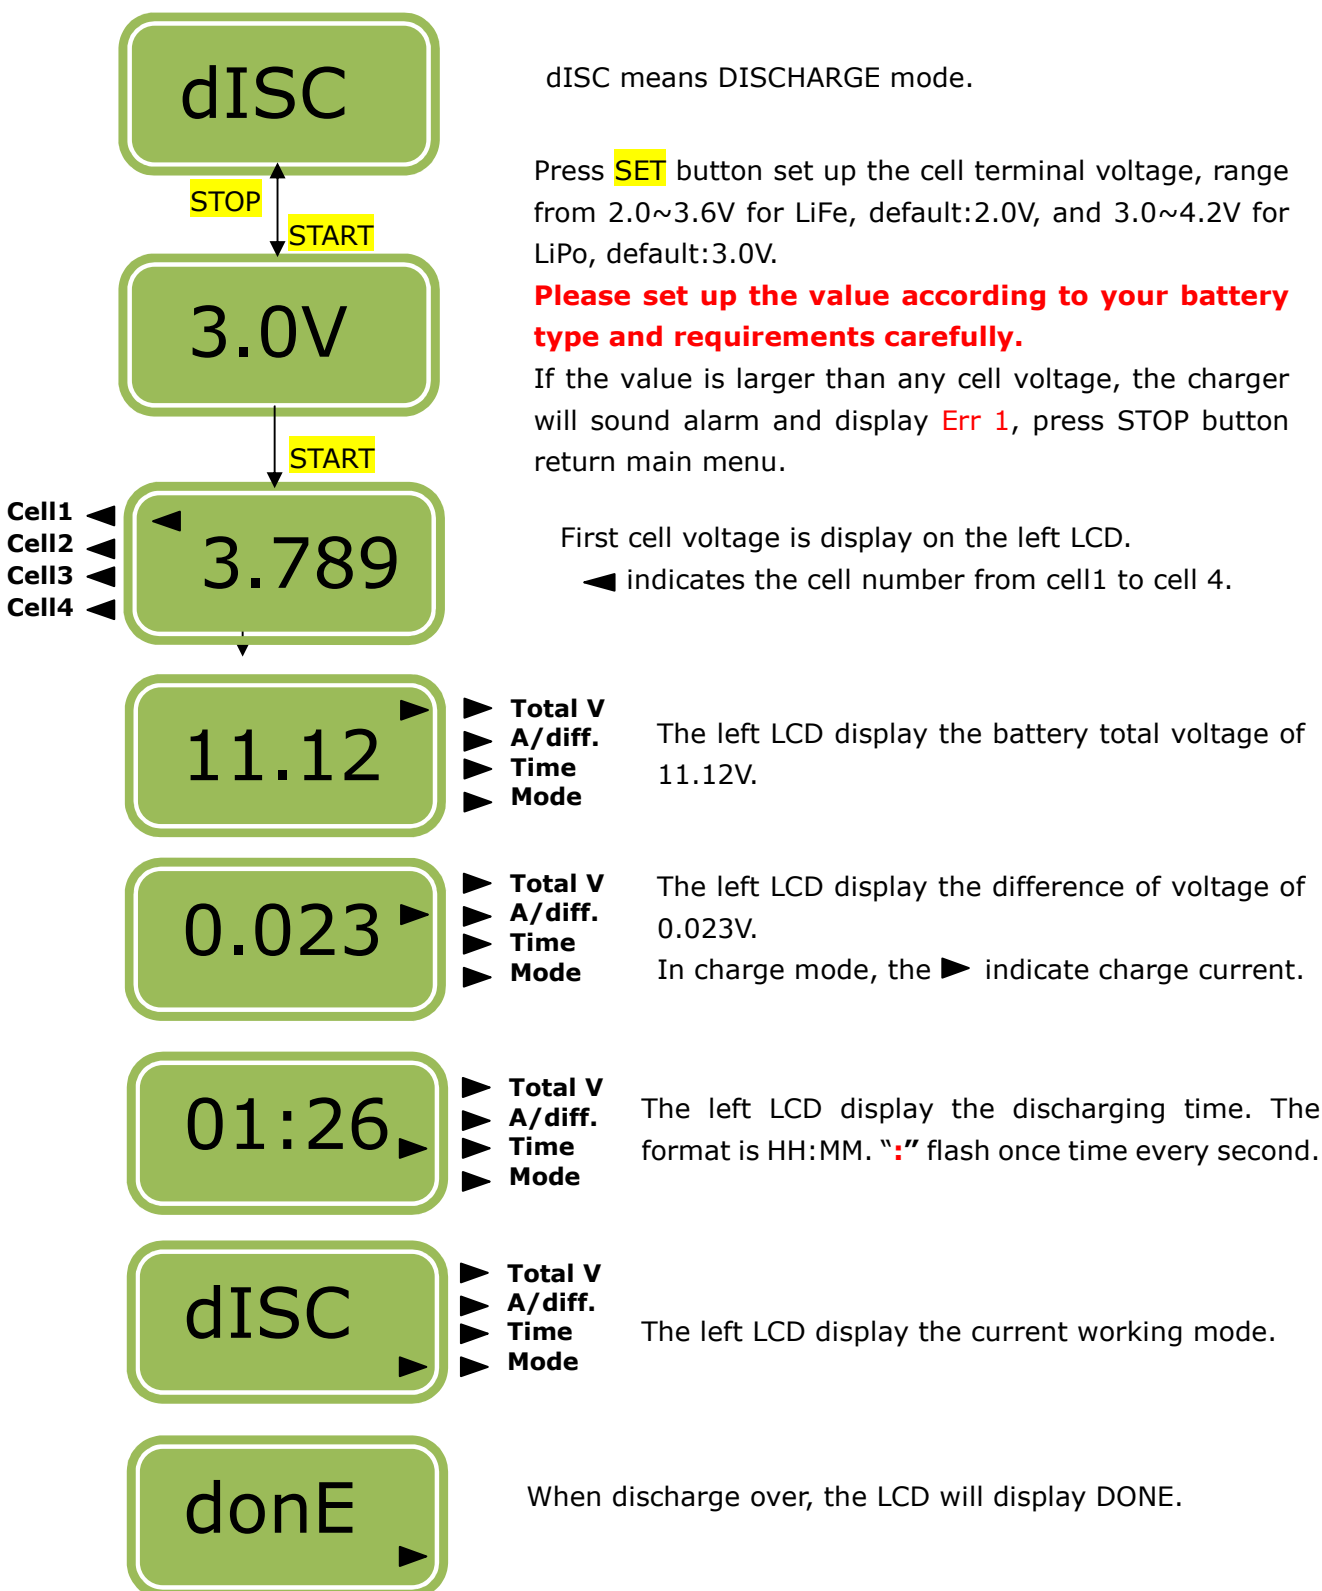 dISC
dISC means DISCHARGE mode.
STOP
START
Press SET button set up the cell terminal voltage, range
from 2.0~3.6V for LiFe, default:2.0V, and 3.0~4.2V for
LiPo, default:3.0V.
3.0V
Please set up the value according to your battery
type and requirements carefully.
If the value is larger than any cell voltage, the charger
will sound alarm and display Err 1, press STOP button
return main menu.
START
Cell1
Cell2
Cell3
Cell4
3.789
First cell voltage is display on the left LCD.
indicates the cell number from cell1 to cell 4.
11.12
Total V
A/diff.
Time
Mode
The left LCD display the battery total voltage of
11.12V.
0.023
Total V
A/diff.
Time
Mode
The left LCD display the difference of voltage of
0.023V.
In charge mode, the ► indicate charge current.
01:26
Total V
A/diff.
Time
Mode
The left LCD display the discharging time. The
format is HH:MM. “:” flash once time every second.
dISC
Total V
A/diff.
Time
Mode
The left LCD display the current working mode.
donE
When discharge over, the LCD will display DONE.